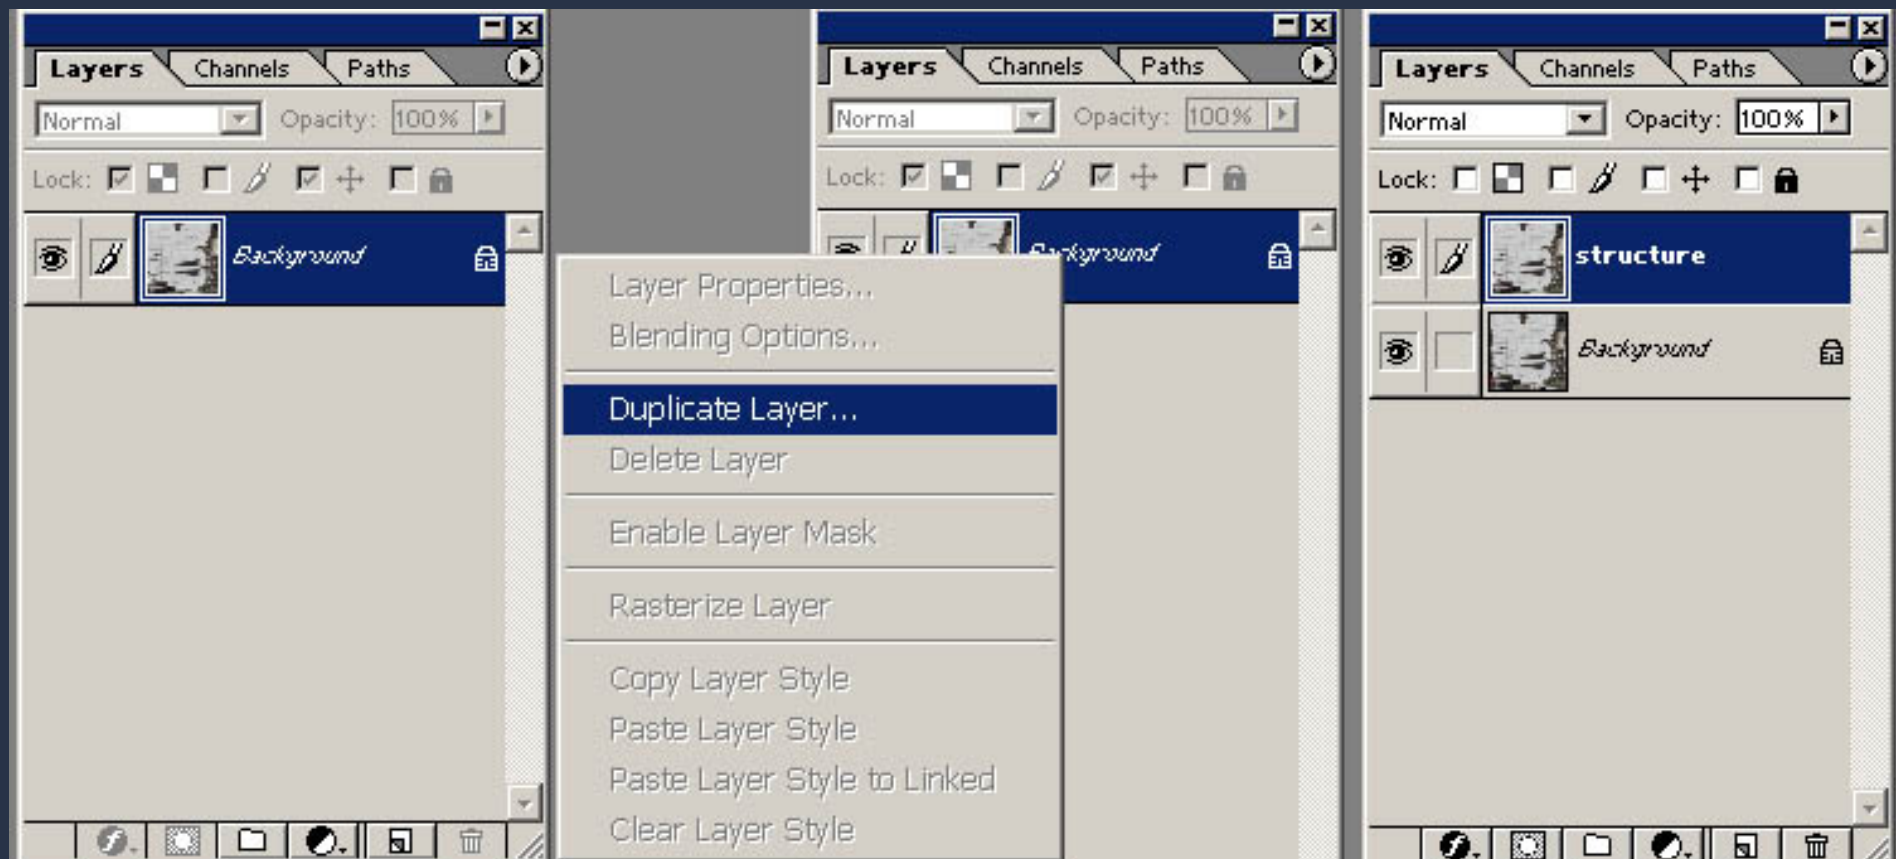 Layers Channels Paths
Normal Opacity: 100%
Lock:
Background
Layers Channels Paths
Normal Opacity: 100%
Lock:
Background
Layer Properties...
Blending Options...
Duplicate Layer...
Delete Layer
Enable Layer Mask
Rasterize Layer
Copy Layer Style
Paste Layer Style
Paste Layer Style to Linked
Clear Layer Style
Layers Channels Paths
Normal Opacity: 100%
Lock:
structure
Background